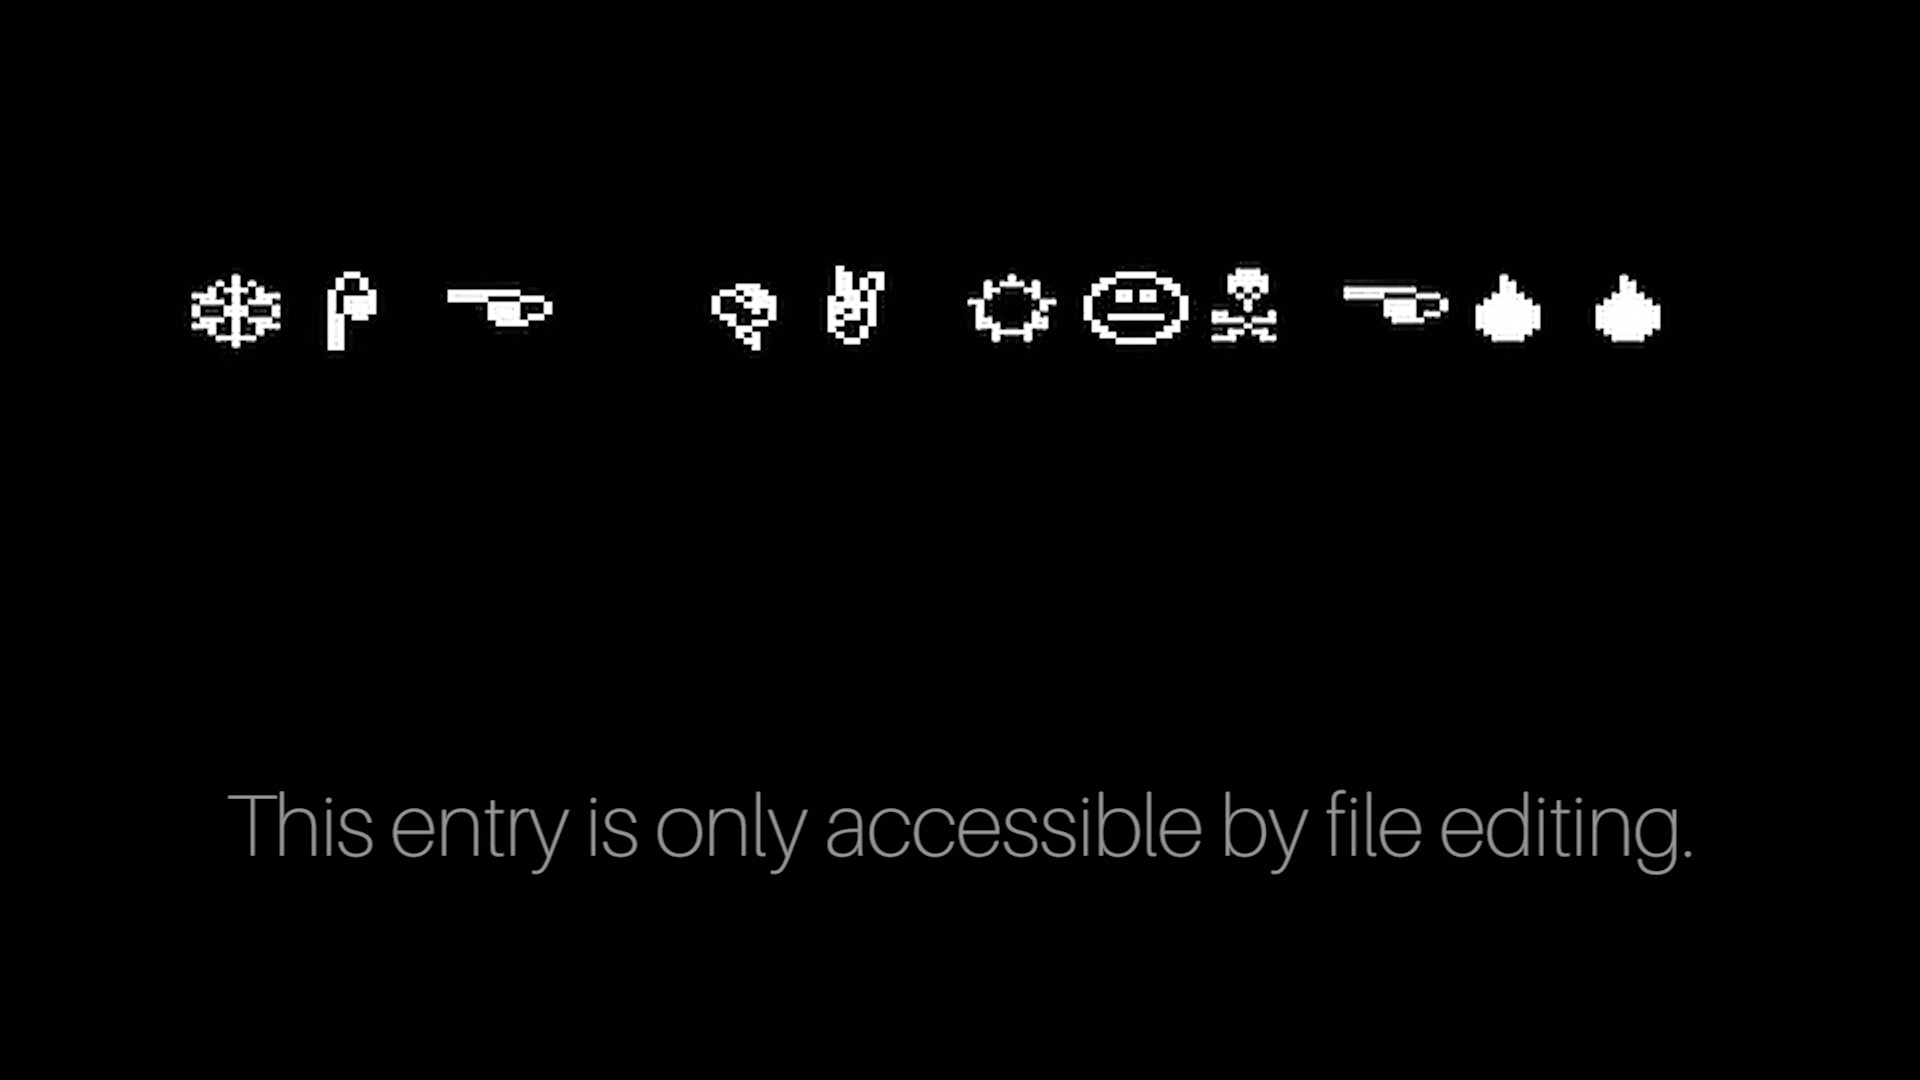 ❄☟☜ 👎✌☼😐☠☜💧💧
This entry is only accessible by file editing.